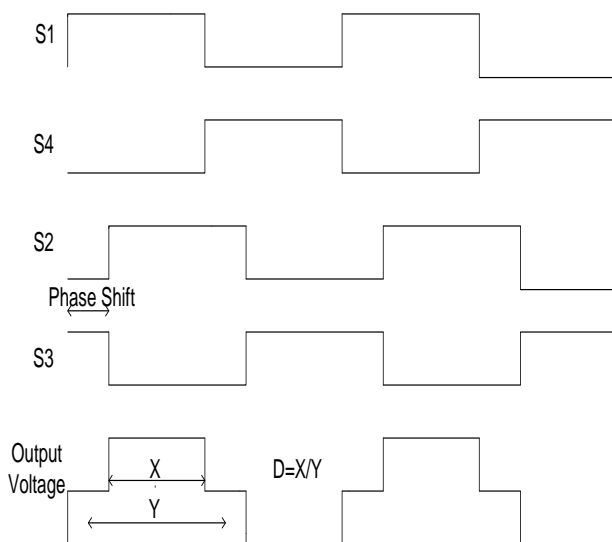 S1
S4
S2
Phase Shift
S3
Output
Voltage
X
D=X/Y
Y